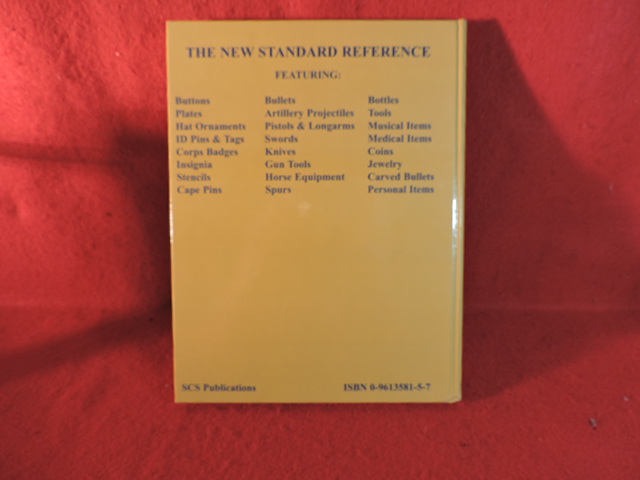 THE NEW STANDARD REFERENCE
FEATURING:
Buttons
Plates
Hat Ornaments
ID Pins & Tags
Corps Badges
Insignia
Stencils
Cape Pins
Bullets
Artillery Projectiles
Pistols & Longarms
Swords
Knives
Gun Tools
Horse Equipment
Spurs
Bottles
Tools
Musical Items
Medical Items
Coins
Jewelry
Carved Bullets
Personal Items
SCS Publications
ISBN 0-9613581-5-7